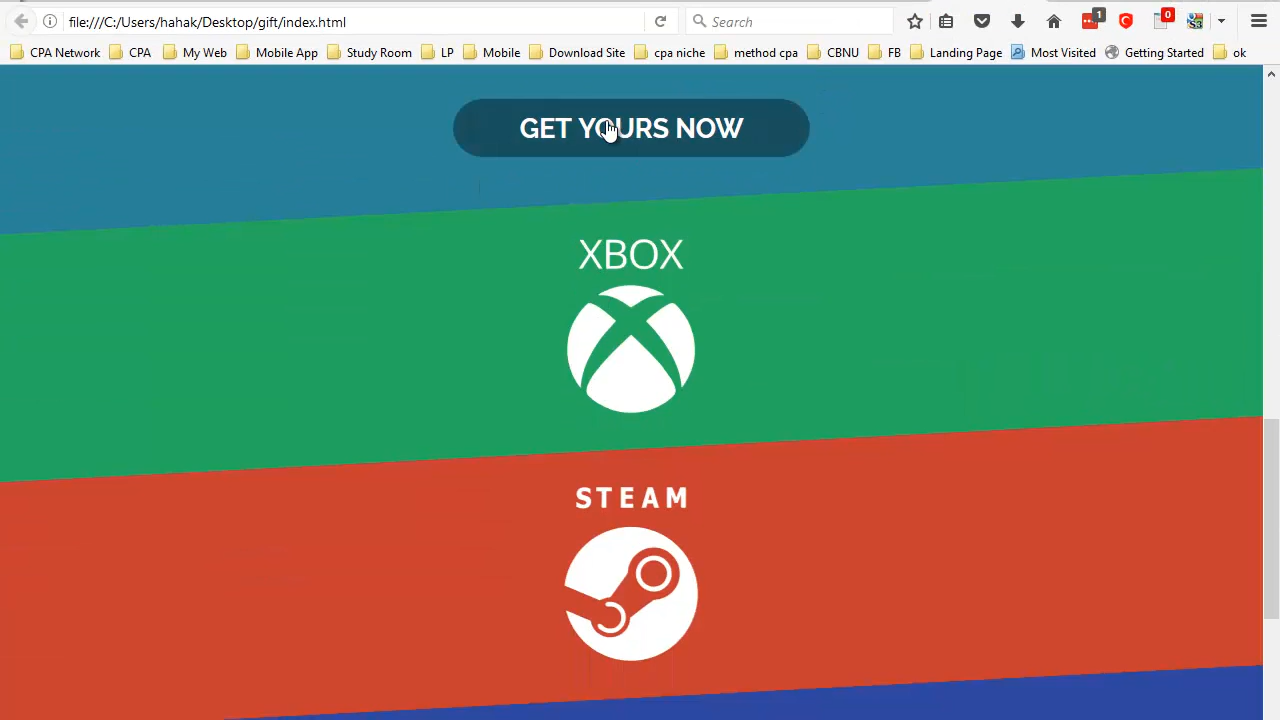 file:///C:/Users/hahak/Desktop/gift/index.html
Search
1
0
CPA Network
CPA
My Web
Mobile App
Study Room
LP
Mobile
Download Site
cpa niche
method cpa
CBNU
FB
Landing Page
Most Visited
Getting Started
ok
GET YOURS NOW
XBOX
STEAM